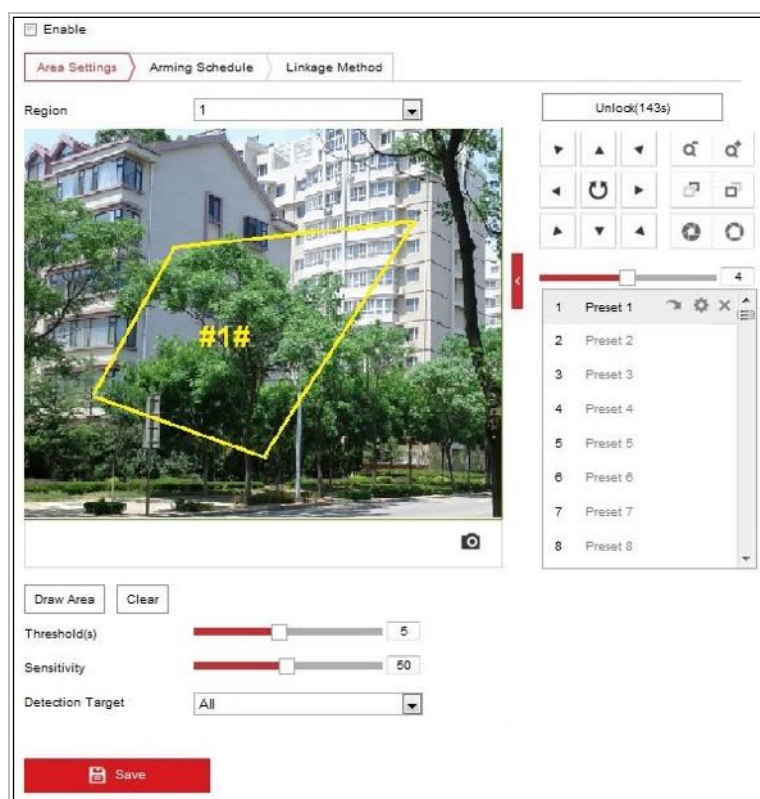 Enable
Area Settings Arming Schedule Linkage Method
Region 1 Unlock(143s)
#1#
4
1 Preset 1
2 Preset 2
3 Preset 3
4 Preset 4
5 Preset 5
6 Preset 6
7 Preset 7
8 Preset 8
Draw Area Clear
Threshold(s) 5
Sensitivity 50
Detection Target All
Save